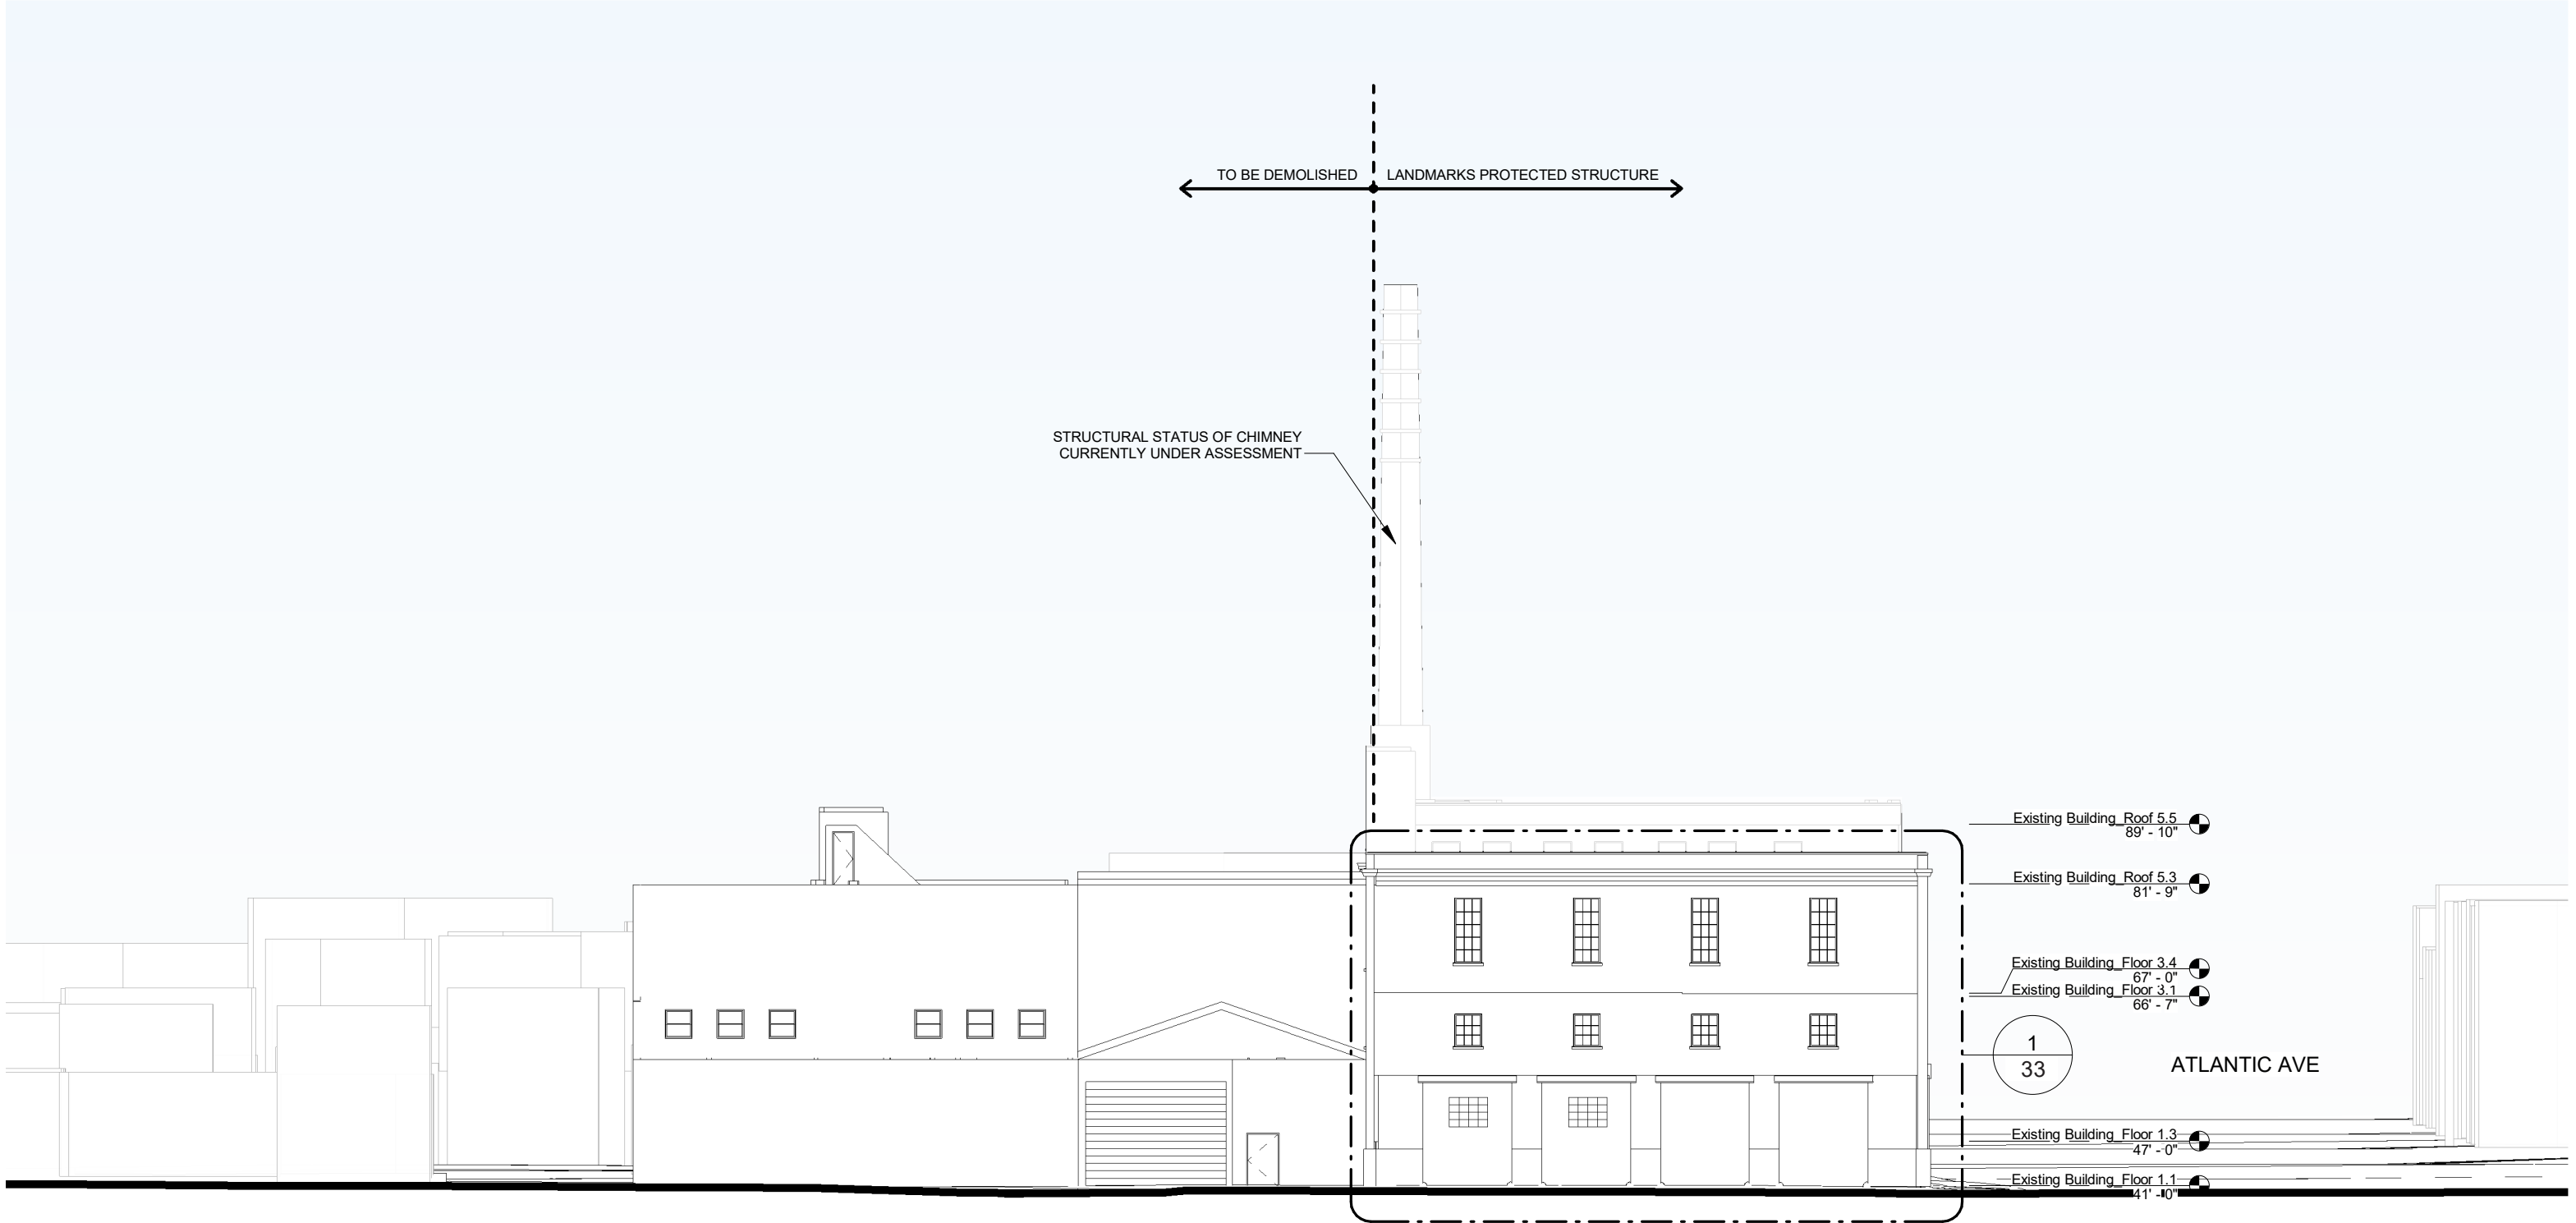 TO BE DEMOLISHED
LANDMARKS PROTECTED STRUCTURE
STRUCTURAL STATUS OF CHIMNEY
CURRENTLY UNDER ASSESSMENT
Existing Building_Roof 5.5
89' - 10"
Existing Building_Roof 5.3
81' - 9"
Existing Building_Floor 3.4
67' - 0"
Existing Building_Floor 3.1
66' - 7"
1
33
ATLANTIC AVE
Existing Building_Floor 1.3
47' - 0"
Existing Building_Floor 1.1
41' - 0"